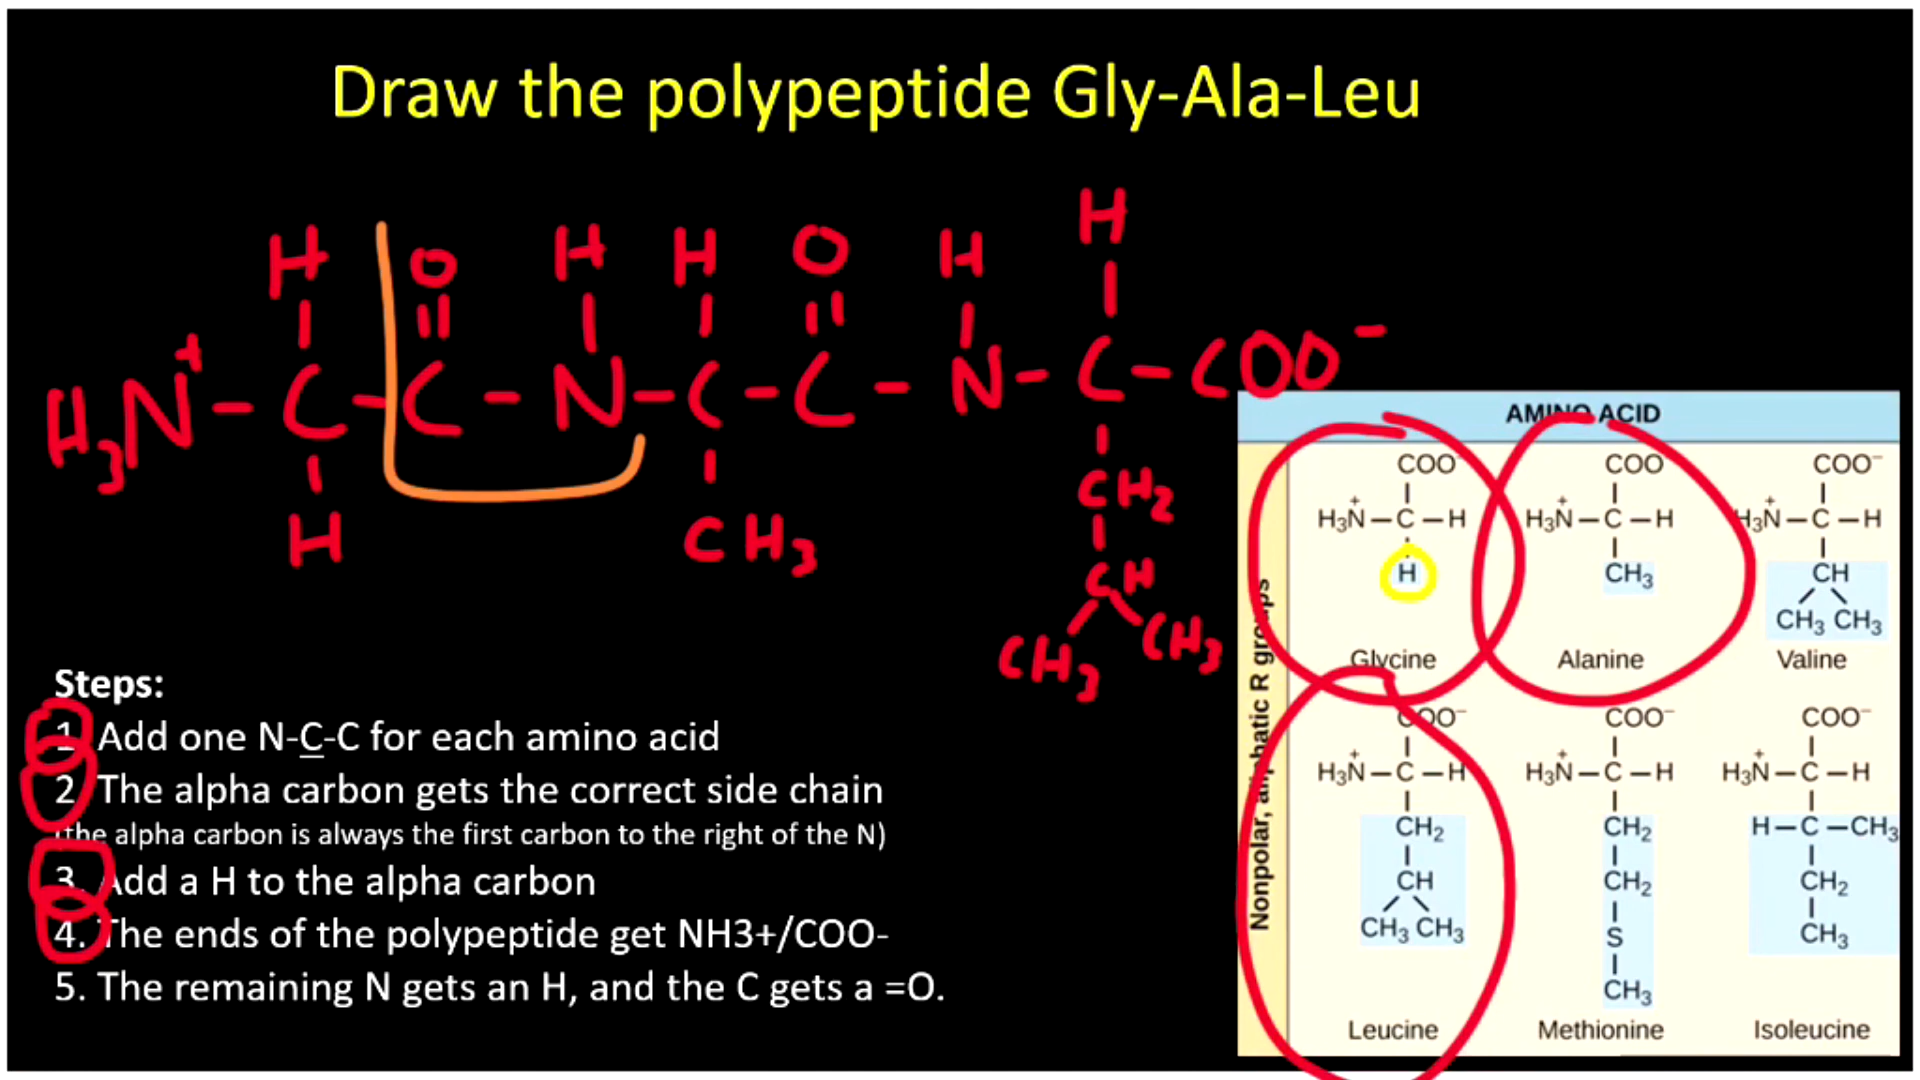 Draw the polypeptide Gly-Ala-Leu
H H
O H H O H
H₃N⁺ - C - C - N - C - C - N - C - COO⁻
H CH₃ CH₂
CH
CH₃ CH₃
Steps:
1. Add one N-C-C for each amino acid
2. The alpha carbon gets the correct side chain
(the alpha carbon is always the first carbon to the right of the N)
3. Add a H to the alpha carbon
4. The ends of the polypeptide get NH3+/COO-
5. The remaining N gets an H, and the C gets a =O.
AMINO ACID
Nonpolar, aliphatic R groups
COO⁻ COO COO⁻
H₃N⁺ — C — H H₃N⁺ — C — H H₃N⁺ — C — H
H CH₃ CH
CH₃ CH₃
Glycine Alanine Valine
COO⁻ COO⁻ COO⁻
H₃N⁺ — C — H H₃N⁺ — C — H H₃N⁺ — C — H
CH₂ CH₂ H — C — CH₃
CH CH₂ CH₂
CH₃ CH₃ S CH₃
CH₃
Leucine Methionine Isoleucine